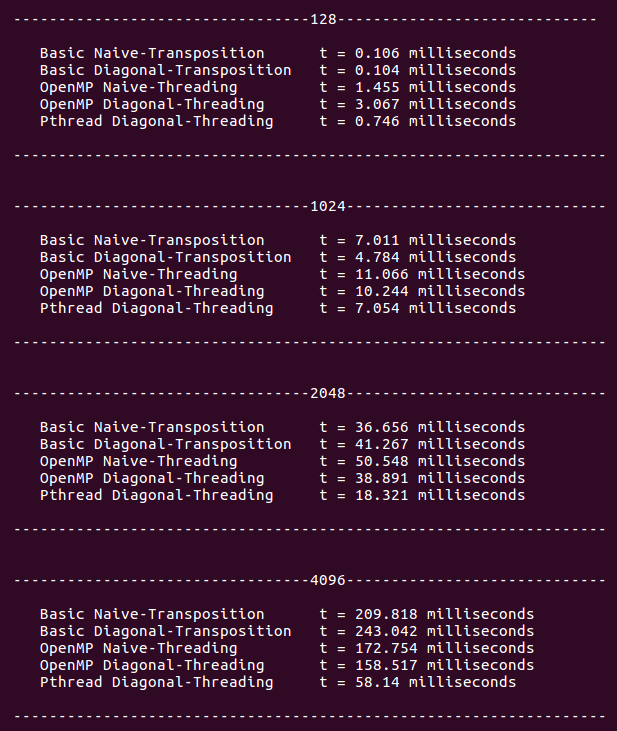 ---------------------------------128-----------------------------
Basic Naive-Transposition t = 0.106 milliseconds
Basic Diagonal-Transposition t = 0.104 milliseconds
OpenMP Naive-Threading t = 1.455 milliseconds
OpenMP Diagonal-Threading t = 3.067 milliseconds
Pthread Diagonal-Threading t = 0.746 milliseconds
------------------------------------------------------------------
---------------------------------1024-----------------------------
Basic Naive-Transposition t = 7.011 milliseconds
Basic Diagonal-Transposition t = 4.784 milliseconds
OpenMP Naive-Threading t = 11.066 milliseconds
OpenMP Diagonal-Threading t = 10.244 milliseconds
Pthread Diagonal-Threading t = 7.054 milliseconds
------------------------------------------------------------------
---------------------------------2048-----------------------------
Basic Naive-Transposition t = 36.656 milliseconds
Basic Diagonal-Transposition t = 41.267 milliseconds
OpenMP Naive-Threading t = 50.548 milliseconds
OpenMP Diagonal-Threading t = 38.891 milliseconds
Pthread Diagonal-Threading t = 18.321 milliseconds
------------------------------------------------------------------
---------------------------------4096-----------------------------
Basic Naive-Transposition t = 209.818 milliseconds
Basic Diagonal-Transposition t = 243.042 milliseconds
OpenMP Naive-Threading t = 172.754 milliseconds
OpenMP Diagonal-Threading t = 158.517 milliseconds
Pthread Diagonal-Threading t = 58.14 milliseconds
------------------------------------------------------------------